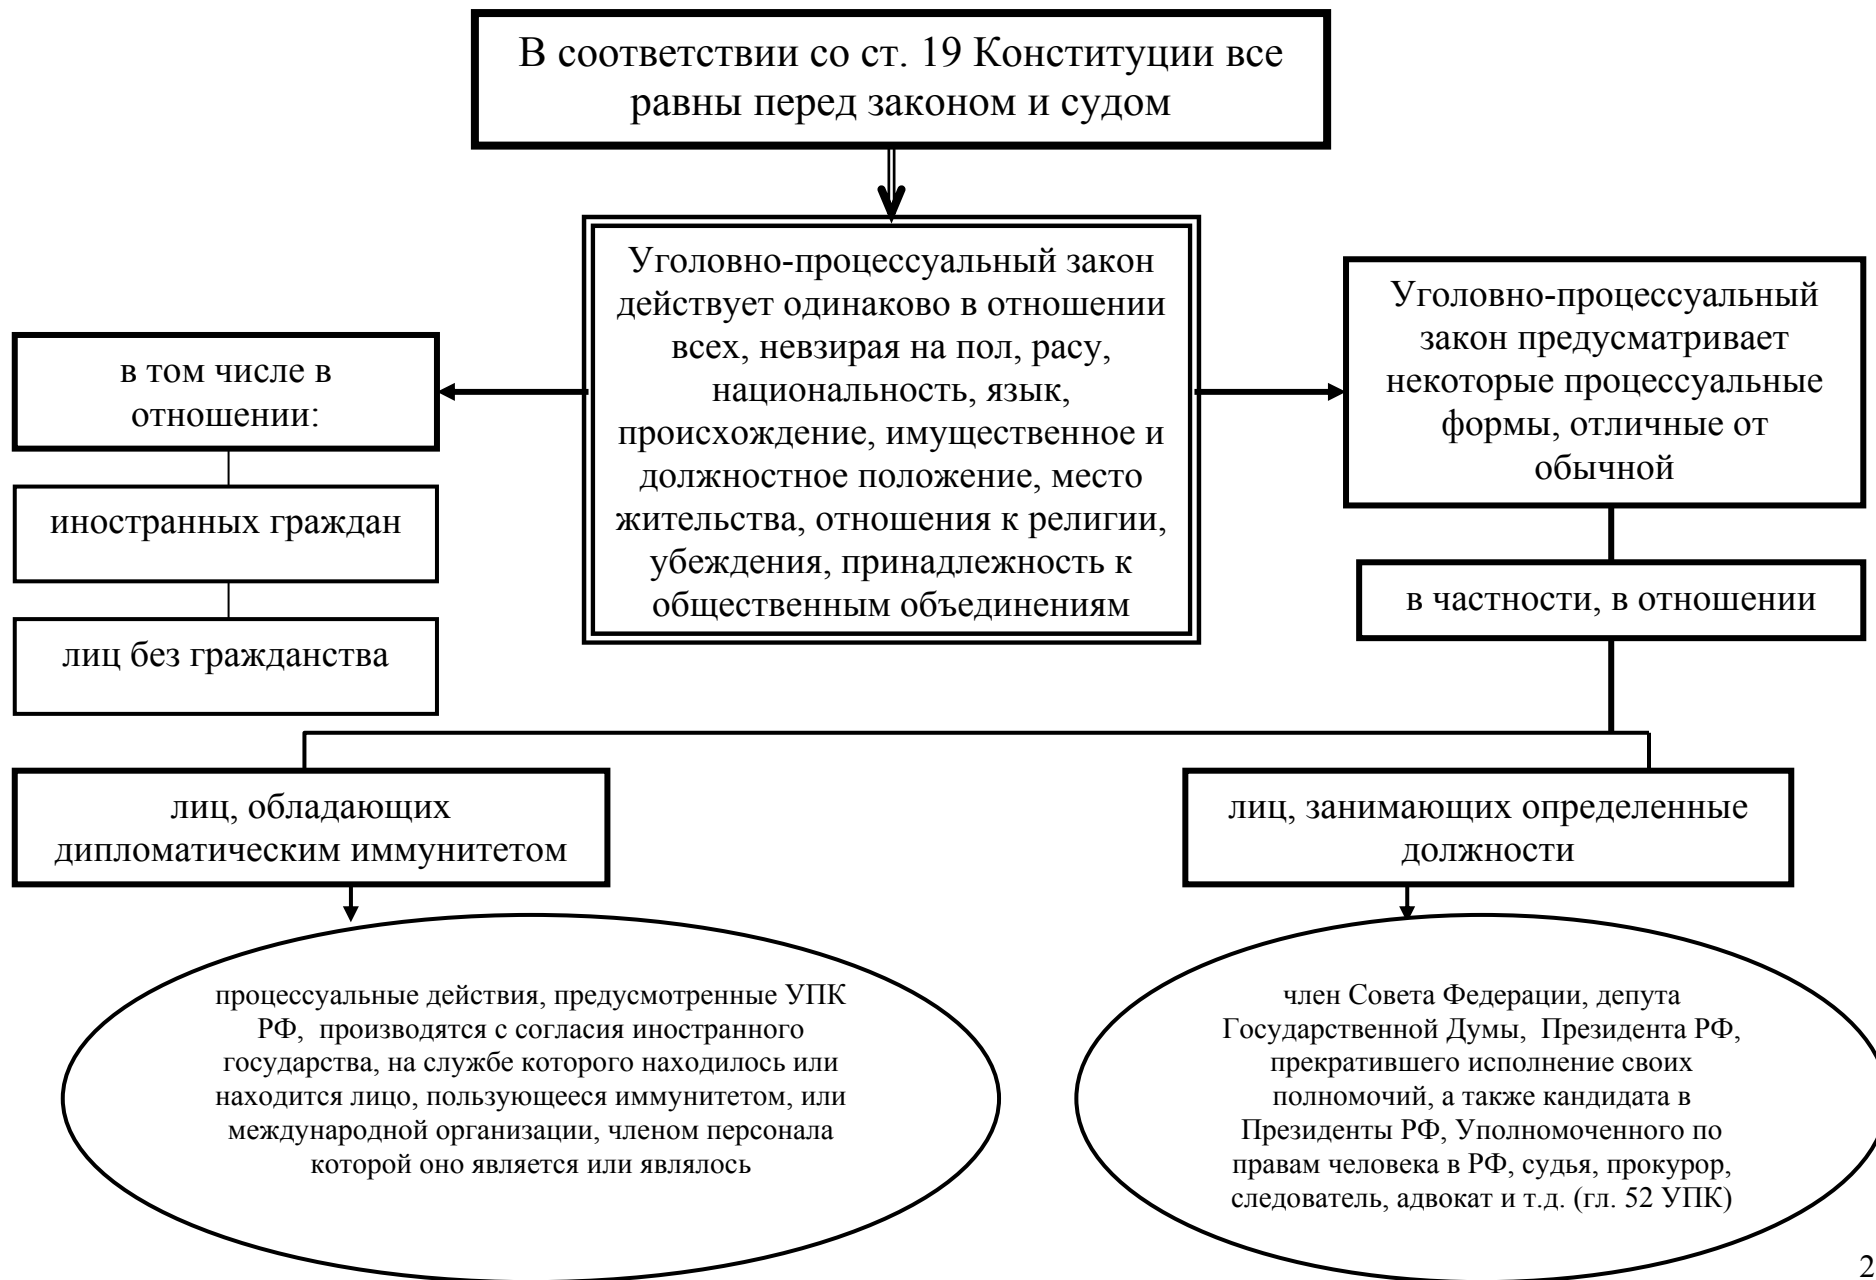 В соответствии со ст. 19 Конституции все
равны перед законом и судом
Уголовно-процессуальный закон
действует одинаково в отношении
всех, невзирая на пол, расу,
национальность, язык,
происхождение, имущественное и
должностное положение, место
жительства, отношения к религии,
убеждения, принадлежность к
общественным объединениям
в том числе в
отношении:
иностранных граждан
лиц без гражданства
Уголовно-процессуальный
закон предусматривает
некоторые процессуальные
формы, отличные от
обычной
в частности, в отношении
лиц, обладающих
дипломатическим иммунитетом
лиц, занимающих определенные
должности
процессуальные действия, предусмотренные УПК
РФ, производятся с согласия иностранного
государства, на службе которого находилось или
находится лицо, пользующееся иммунитетом, или
международной организации, членом персонала
которой оно является или являлось
член Совета Федерации, депута
Государственной Думы, Президента РФ,
прекратившего исполнение своих
полномочий, а также кандидата в
Президенты РФ, Уполномоченного по
правам человека в РФ, судья, прокурор,
следователь, адвокат и т.д. (гл. 52 УПК)
2